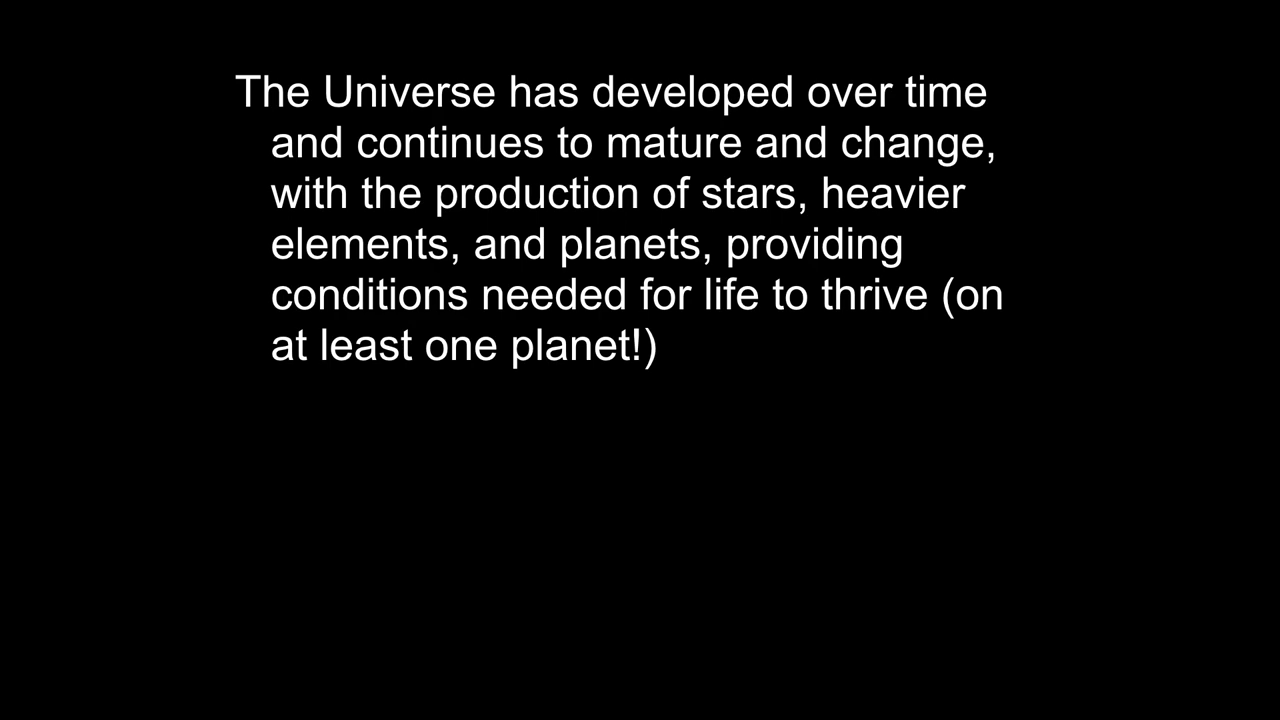 The Universe has developed over time
and continues to mature and change,
with the production of stars, heavier
elements, and planets, providing
conditions needed for life to thrive (on
at least one planet!)